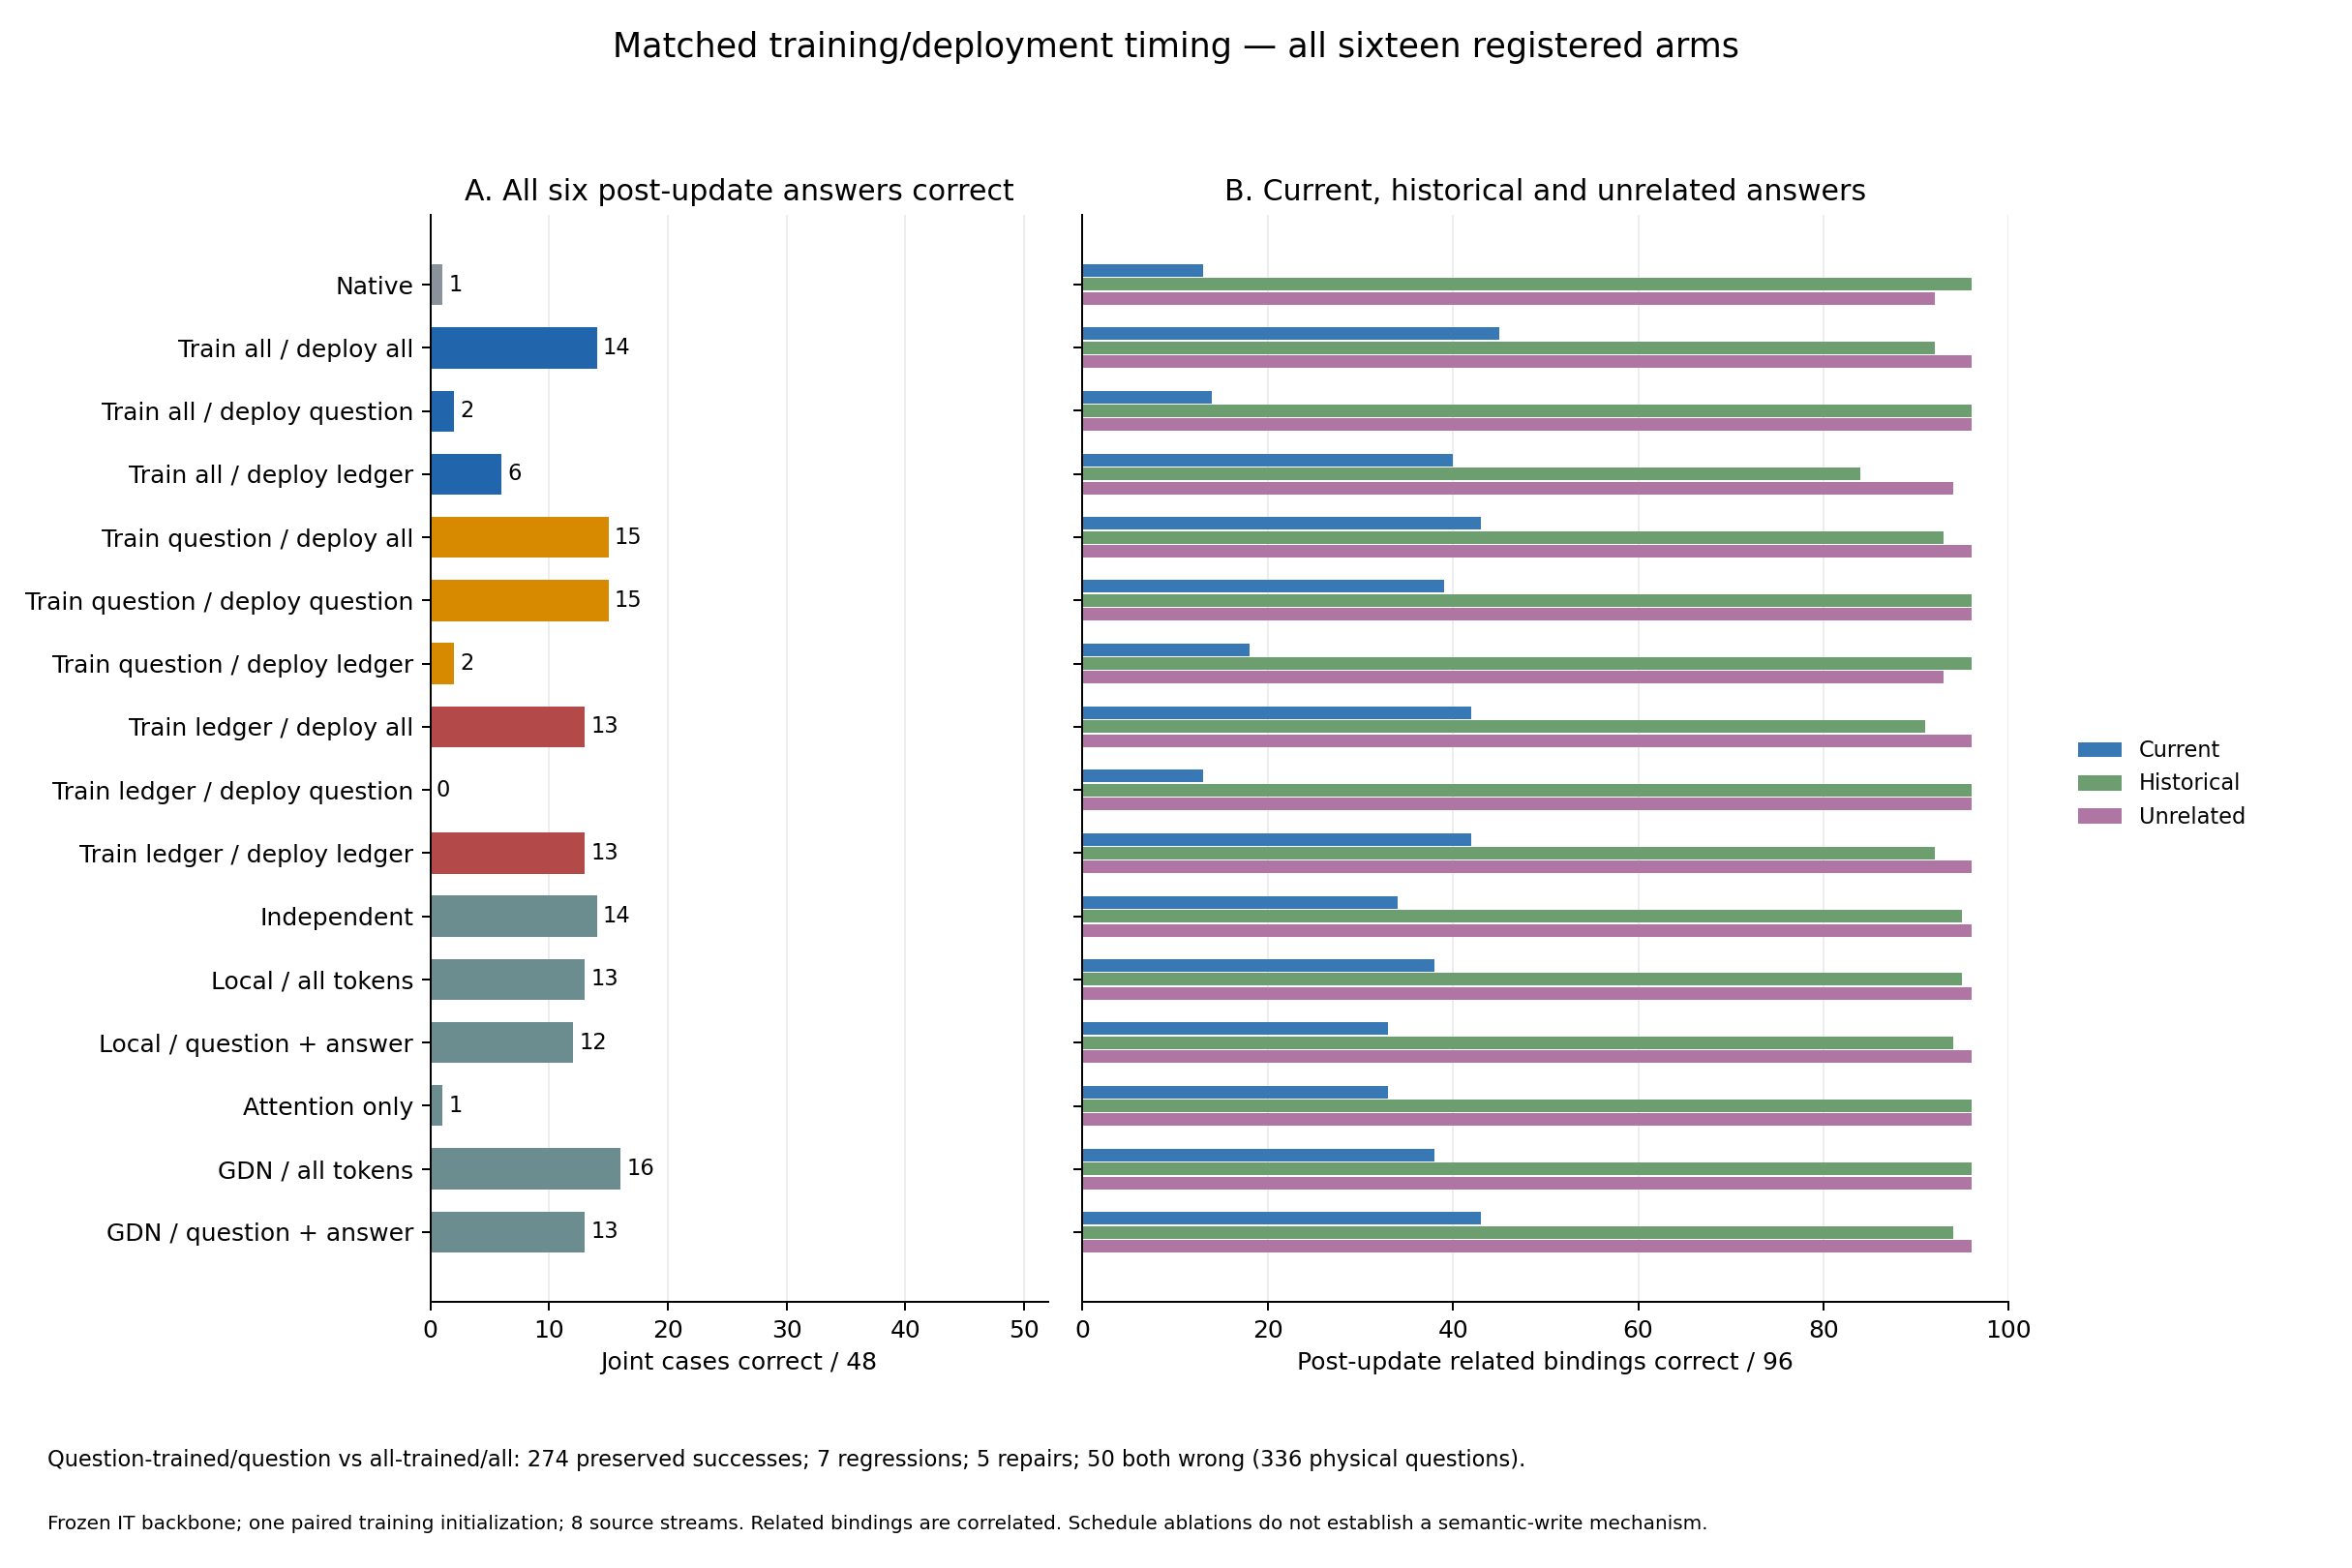 Matched training/deployment timing — all sixteen registered arms
A. All six post-update answers correct
B. Current, historical and unrelated answers
Native
1
Train all / deploy all
14
Train all / deploy question
2
Train all / deploy ledger
6
Train question / deploy all
15
Train question / deploy question
15
Train question / deploy ledger
2
Train ledger / deploy all
13
Train ledger / deploy question
0
Train ledger / deploy ledger
13
Independent
14
Local / all tokens
13
Local / question + answer
12
Attention only
1
GDN / all tokens
16
GDN / question + answer
13
Current
Historical
Unrelated
0 10 20 30 40 50
0 20 40 60 80 100
Joint cases correct / 48
Post-update related bindings correct / 96
Question-trained/question vs all-trained/all: 274 preserved successes; 7 regressions; 5 repairs; 50 both wrong (336 physical questions).
Frozen IT backbone; one paired training initialization; 8 source streams. Related bindings are correlated. Schedule ablations do not establish a semantic-write mechanism.